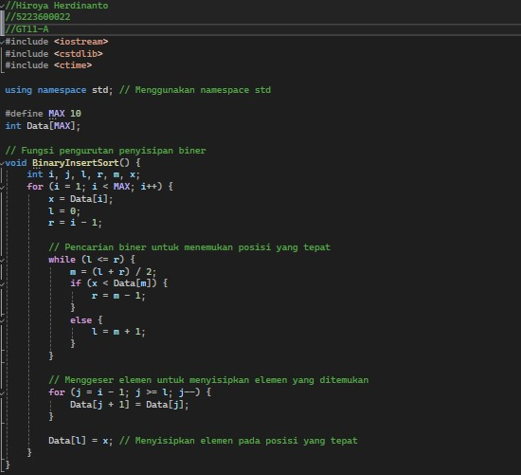 //Hiroya Herdinanto
//5223600022
//GT11-A
#include <iostream>
#include <cstdlib>
#include <ctime>
using namespace std; // Menggunakan namespace std
#define MAX 10
int Data[MAX];
// Fungsi pengurutan penyisipan biner
void BinaryInsertSort() {
int i, j, l, r, m, x;
for (i = 1; i < MAX; i++) {
x = Data[i];
l = 0;
r = i - 1;
// Pencarian biner untuk menemukan posisi yang tepat
while (l <= r) {
m = (l + r) / 2;
if (x < Data[m]) {
r = m - 1;
}
else {
l = m + 1;
}
}
// Menggeser elemen untuk menyisipkan elemen yang ditemukan
for (j = i - 1; j >= l; j--) {
Data[j + 1] = Data[j];
}
Data[l] = x; // Menyisipkan elemen pada posisi yang tepat
}
}